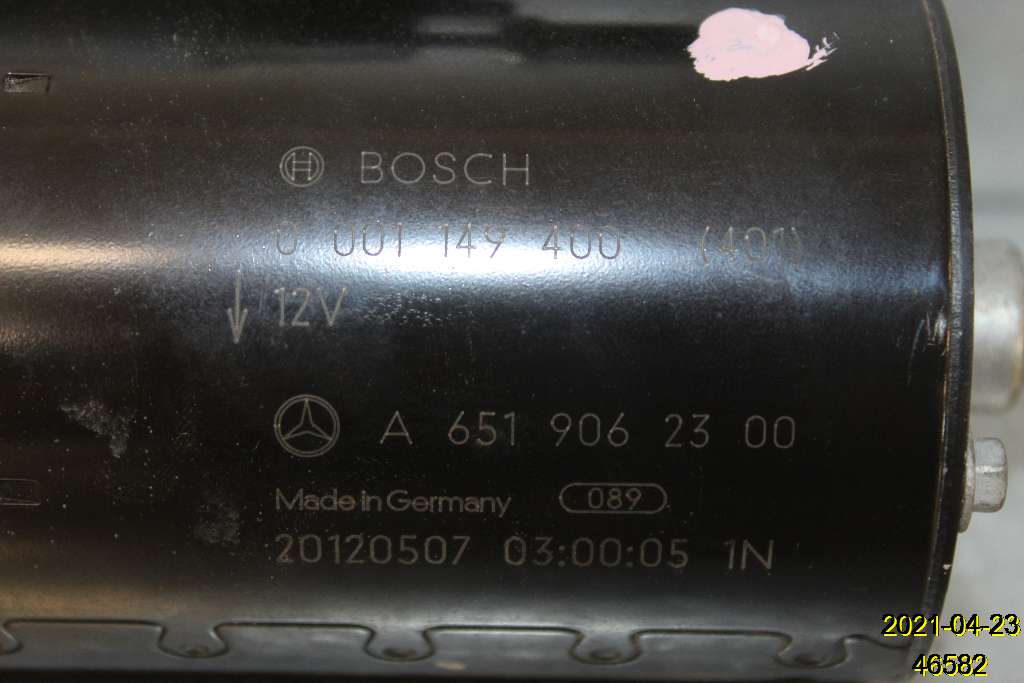 BOSCH
0 001 149 400 (401)
12V
A 651 906 23 00
Made in Germany 089
20120507 03:00:05 1N
2021-04-23
46582